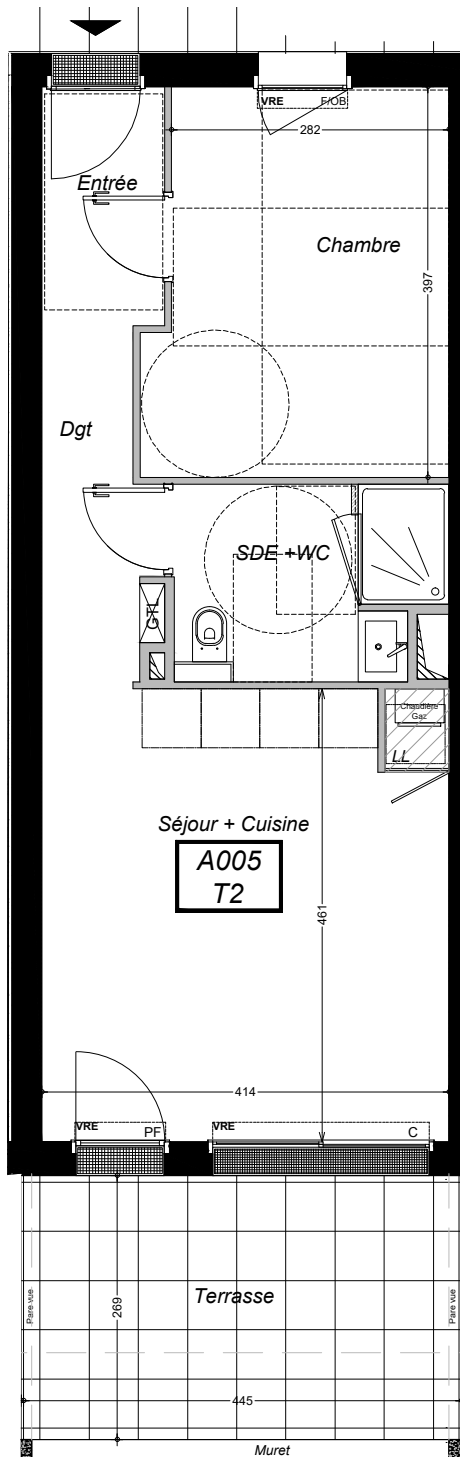 VRE F/OB
282
Entrée
Chambre
397
Dgt
SDE +WC
GTL
Chaudière
Gaz
LL
Séjour + Cuisine
A005
T2
461
414
VRE PF
VRE C
Pare vue
269
Terrasse
Pare vue
445
Muret